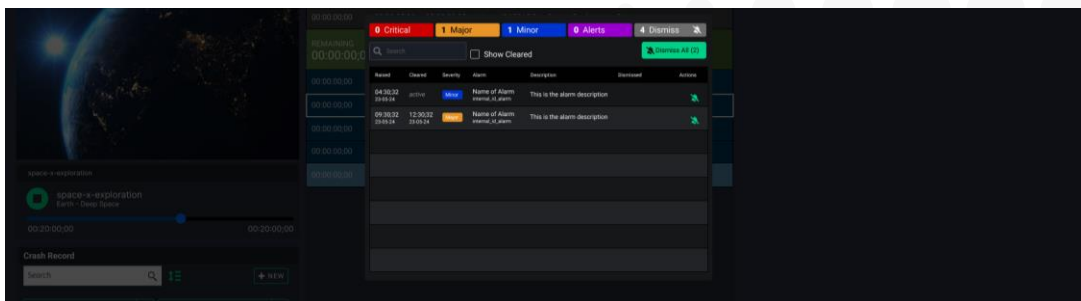 00:00:00;00
REMAINING
00:00:00;0
00:00:00;00
00:00:00;00
00:00:00;00
00:00:00;00
00:00:00;00
space-x-exploration
space-x-exploration
Earth - Deep Space
00:20:00;00 00:20:00;00
Crash Record
Search + NEW
0 Critical 1 Major 1 Minor 0 Alerts 4 Dismiss
Search Show Cleared Dismiss All (2)
Raised Cleared Severity Alarm Description Dismissed Actions
04:30;32 active Minor Name of Alarm This is the alarm description
23-05-24 internal_id_alarm
09:30;32 12:30;32 Major Name of Alarm This is the alarm description
23-05-24 23-05-24 internal_id_alarm